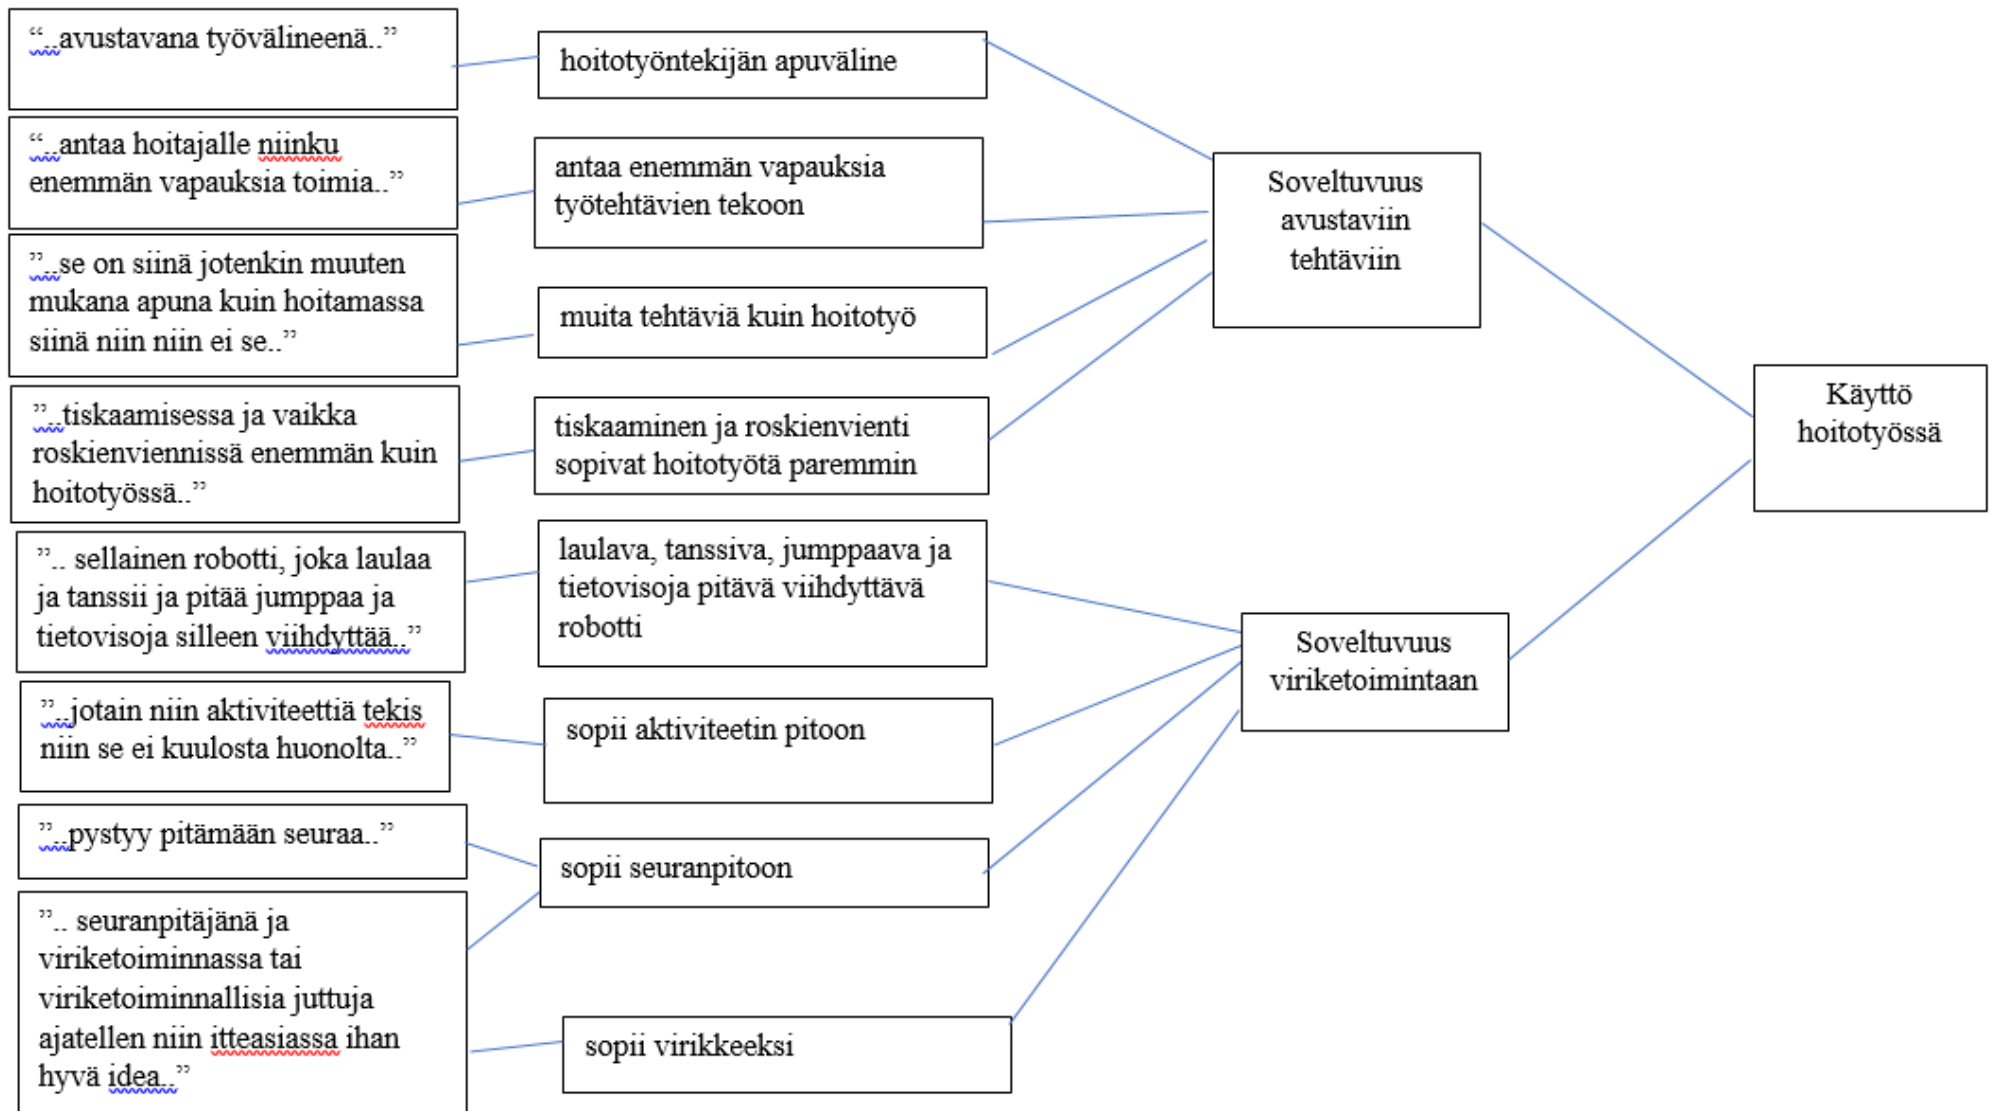 “..avustavana työvälineenä..”
“..antaa hoitajalle niinku
enemmän vapauksia toimia..”
”..se on siinä jotenkin muuten
mukana apuna kuin hoitamassa
siinä niin niin ei se..”
”..tiskaamisessa ja vaikka
roskienviennissä enemmän kuin
hoitotyössä..”
”.. sellainen robotti, joka laulaa
ja tanssii ja pitää jumppaa ja
tietovisoja silleen viihdyttää..”
”..jotain niin aktiviteettiä tekis
niin se ei kuulosta huonolta..”
”..pystyy pitämään seuraa..”
”.. seuranpitäjänä ja
viriketoiminnassa tai
viriketoiminnallisia juttuja
ajatellen niin itteasiassa ihan
hyvä idea..”
hoitotyöntekijän apuväline
antaa enemmän vapauksia
työtehtävien tekoon
muita tehtäviä kuin hoitotyö
tiskaaminen ja roskienvienti
sopivat hoitotyötä paremmin
laulava, tanssiva, jumppaava ja
tietovisoja pitävä viihdyttävä
robotti
sopii aktiviteetin pitoon
sopii seuranpitoon
sopii virikkeeksi
Soveltuvuus
avustaviin
tehtäviin
Soveltuvuus
viriketoimintaan
Käyttö
hoitotyössä